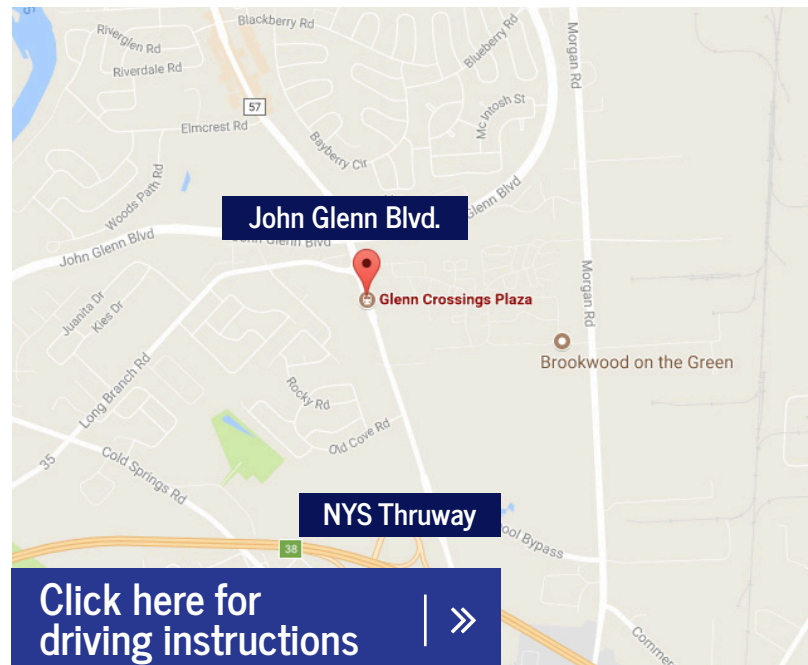 Blackberry Rd
Riverglen Rd
Riverdale Rd
Blueberry Rd
Morgan Rd
57
Mc Intosh St
Elmcrest Rd
Bayberry Cir
Woods Path Rd
John Glenn Blvd.
Glenn Blvd
John Glenn Blvd
John Glenn Blvd
Glenn Crossings Plaza
Morgan Rd
Juanita Dr
Kies Dr
Brookwood on the Green
Long Branch Rd
Rocky Rd
Old Cove Rd
35
Cold Springs Rd
NYS Thruway
ool Bypass
38
Click here for
driving instructions
Commer